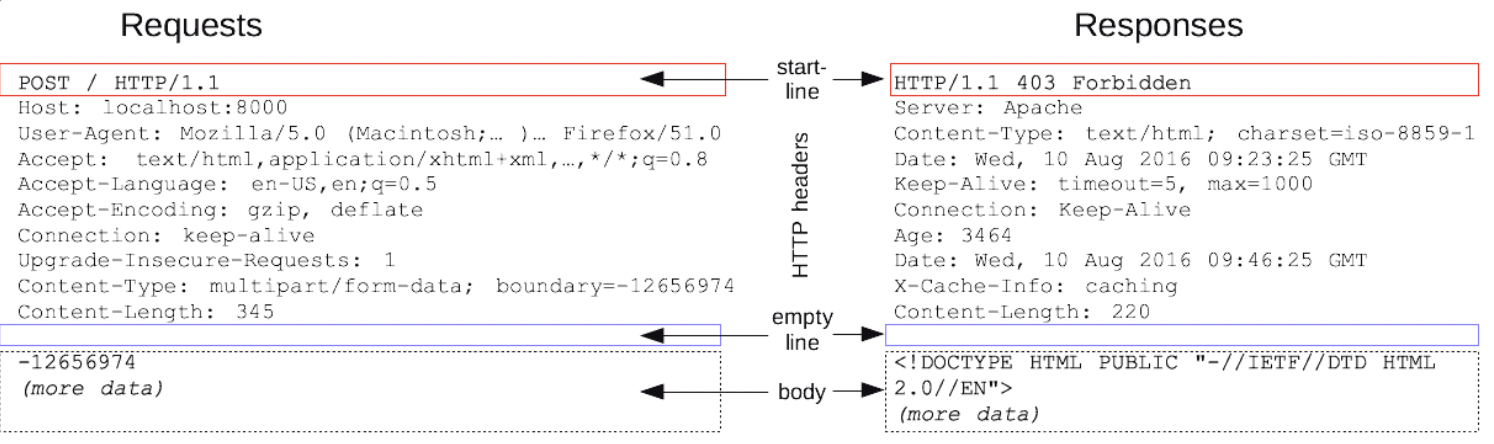 Requests
POST / HTTP/1.1
Host: localhost:8000
User-Agent: Mozilla/5.0 (Macintosh;… )… Firefox/51.0
Accept: text/html,application/xhtml+xml,…,*/*;q=0.8
Accept-Language: en-US,en;q=0.5
Accept-Encoding: gzip, deflate
Connection: keep-alive
Upgrade-Insecure-Requests: 1
Content-Type: multipart/form-data; boundary=-12656974
Content-Length: 345
-12656974
(more data)
start-
line
HTTP headers
empty
line
body
Responses
HTTP/1.1 403 Forbidden
Server: Apache
Content-Type: text/html; charset=iso-8859-1
Date: Wed, 10 Aug 2016 09:23:25 GMT
Keep-Alive: timeout=5, max=1000
Connection: Keep-Alive
Age: 3464
Date: Wed, 10 Aug 2016 09:46:25 GMT
X-Cache-Info: caching
Content-Length: 220
<!DOCTYPE HTML PUBLIC "-//IETF//DTD HTML
2.0//EN">
(more data)